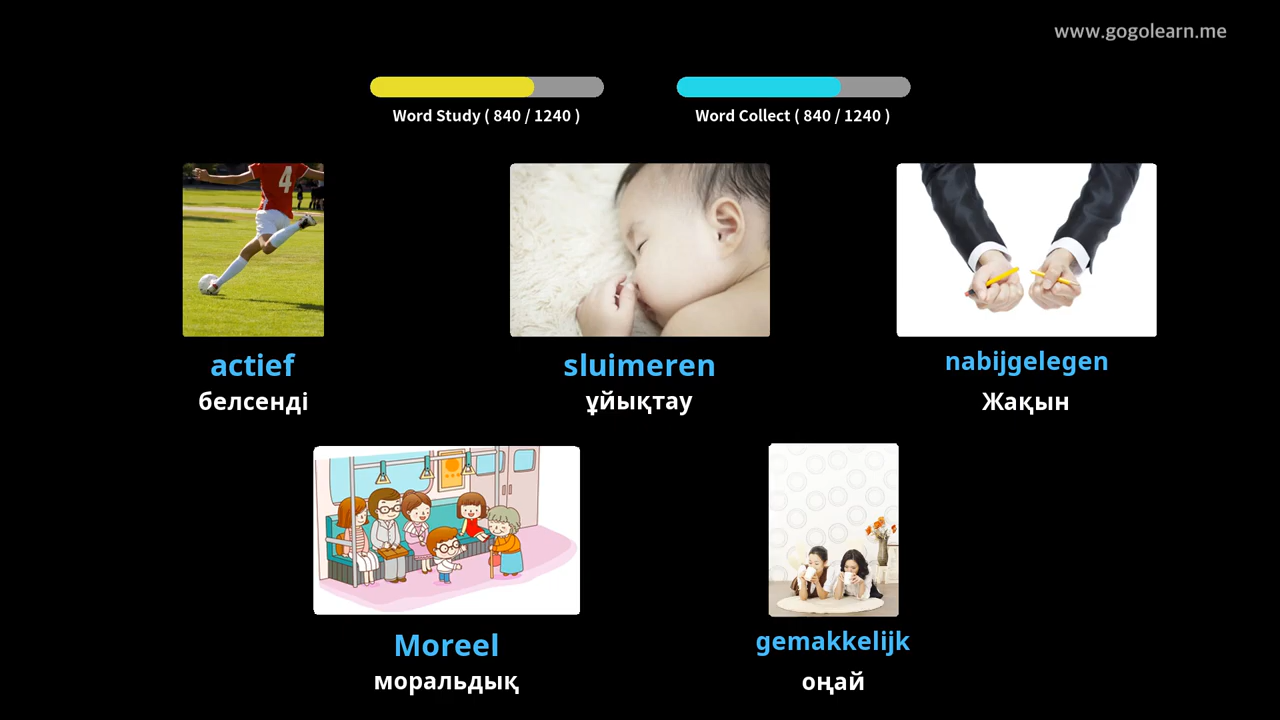 www.gogolearn.me
Word Study ( 840 / 1240 )
Word Collect ( 840 / 1240 )
4
actief
белсенді
sluimeren
ұйықтау
nabijgelegen
Жақын
Moreel
моральдық
gemakkelijk
оңай